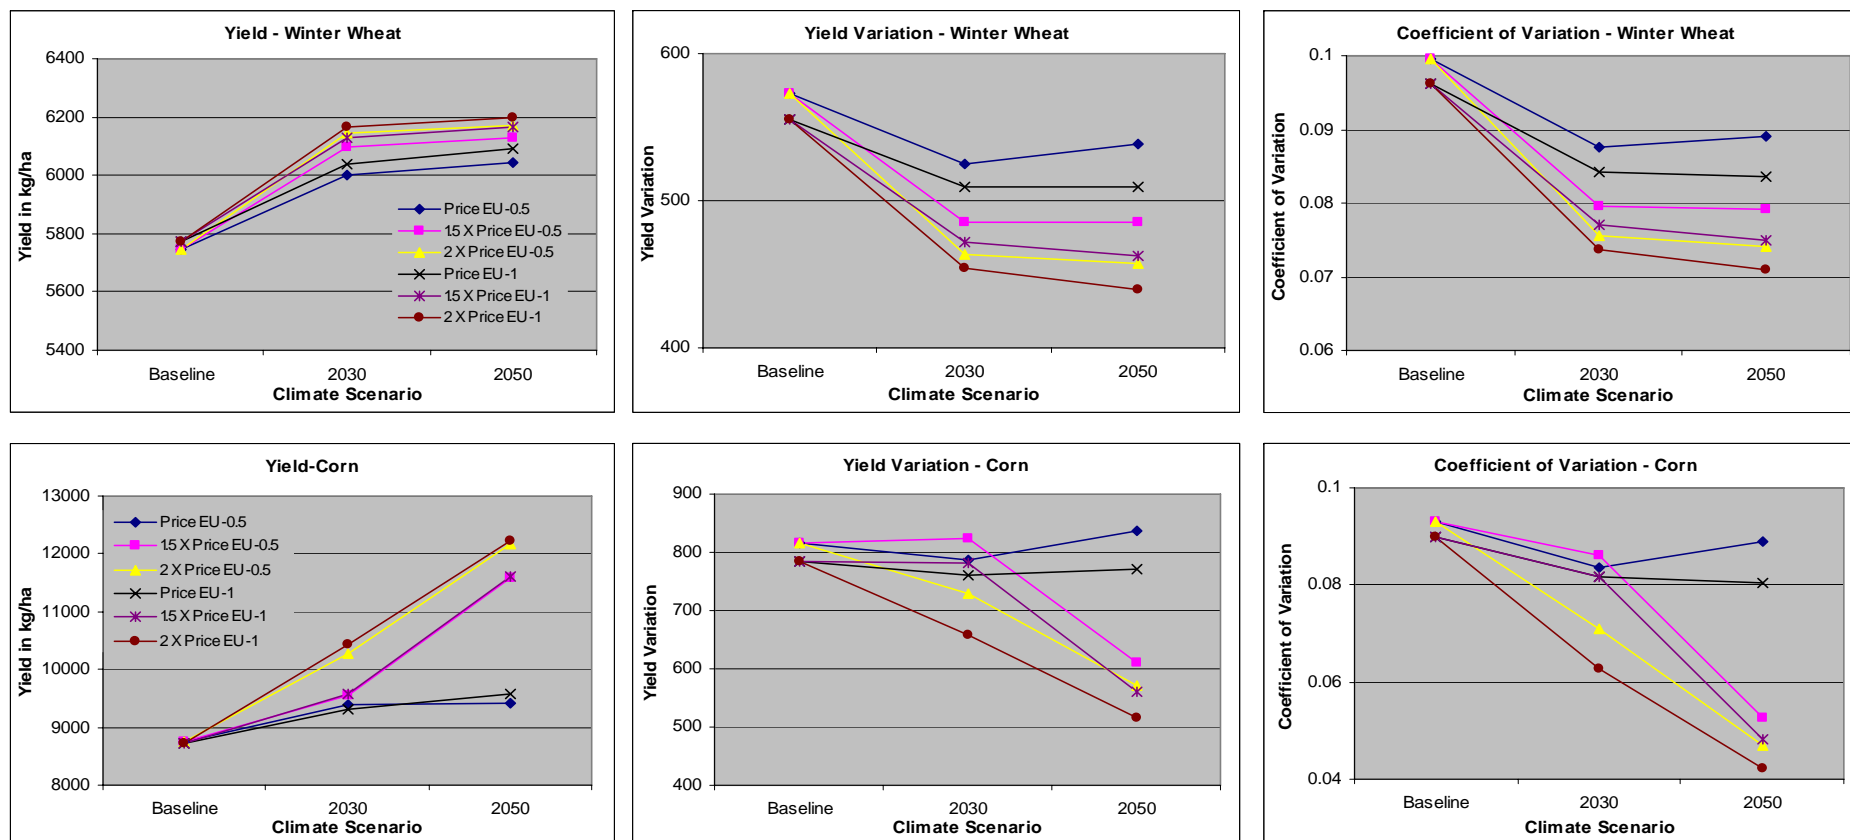 Yield - Winter Wheat
Yield in kg/ha
6400
6200
6000
5800
5600
5400
Price EU-0.5
1.5 X Price EU-0.5
2 X Price EU-0.5
Price EU-1
1.5 X Price EU-1
2 X Price EU-1
Baseline 2030 2050
Climate Scenario
Yield Variation - Winter Wheat
Yield Variation
600
500
400
Baseline 2030 2050
Climate Scenario
Coefficient of Variation - Winter Wheat
Coefficient of Variation
0.1
0.09
0.08
0.07
0.06
Baseline 2030 2050
Climate Scenario
Yield-Corn
Yield in kg/ha
13000
12000
11000
10000
9000
8000
Price EU-0.5
1.5 X Price EU-0.5
2 X Price EU-0.5
Price EU-1
1.5 X Price EU-1
2 X Price EU-1
Baseline 2030 2050
Climate Scenario
Yield Variation - Corn
Yield Variation
900
800
700
600
500
400
Baseline 2030 2050
Climate Scenario
Coefficient of Variation - Corn
Coefficient of Variation
0.1
0.08
0.06
0.04
Baseline 2030 2050
Climate Scenario